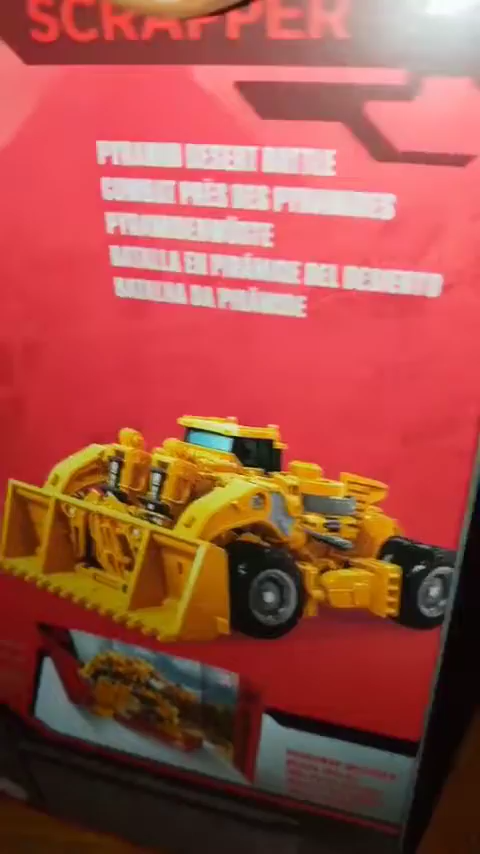 SCRAPPER
PYRAMID DESERT BATTLE
COMBAT PRÈS DES PYRAMIDES
PYRAMIDENWÜSTE
BATALLA EN PIRÁMIDE DEL DESIERTO
BATALHA DA PIRÂMIDE